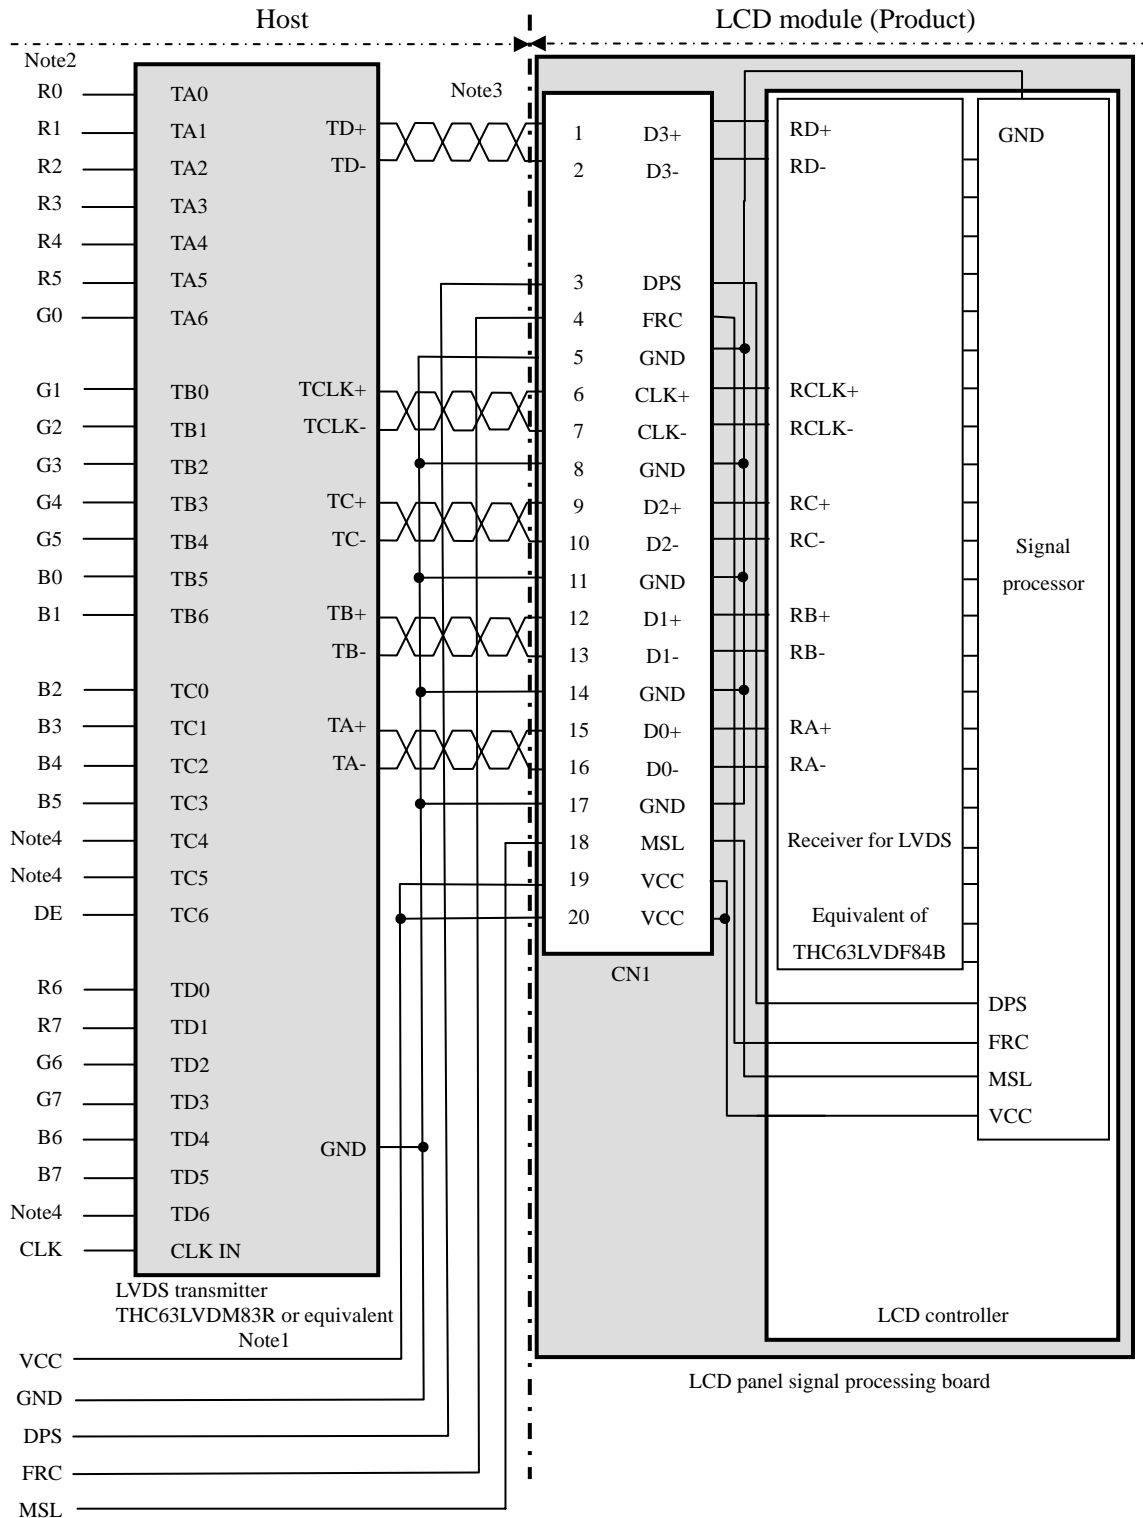 Host LCD module (Product)
Note2
R0 TA0 Note3
R1 TA1 TD+ 1 D3+ RD+ GND
R2 TA2 TD- 2 D3- RD-
R3 TA3
R4 TA4
R5 TA5 3 DPS
G0 TA6 4 FRC
5 GND
G1 TB0 TCLK+ 6 CLK+ RCLK+
G2 TB1 TCLK- 7 CLK- RCLK-
G3 TB2 8 GND
G4 TB3 TC+ 9 D2+ RC+
G5 TB4 TC- 10 D2- RC- Signal
B0 TB5 11 GND processor
B1 TB6 TB+ 12 D1+ RB+
TB- 13 D1- RB-
B2 TC0 14 GND
B3 TC1 TA+ 15 D0+ RA+
B4 TC2 TA- 16 D0- RA-
B5 TC3 17 GND
Note4 TC4 18 MSL Receiver for LVDS
Note4 TC5 19 VCC
DE TC6 20 VCC Equivalent of
THC63LVDF84B
CN1
R6 TD0 DPS
R7 TD1 FRC
G6 TD2 MSL
G7 TD3 VCC
B6 TD4 GND
B7 TD5
Note4 TD6
CLK CLK IN
LVDS transmitter
THC63LVDM83R or equivalent LCD controller
Note1
VCC
LCD panel signal processing board
GND
DPS
FRC
MSL